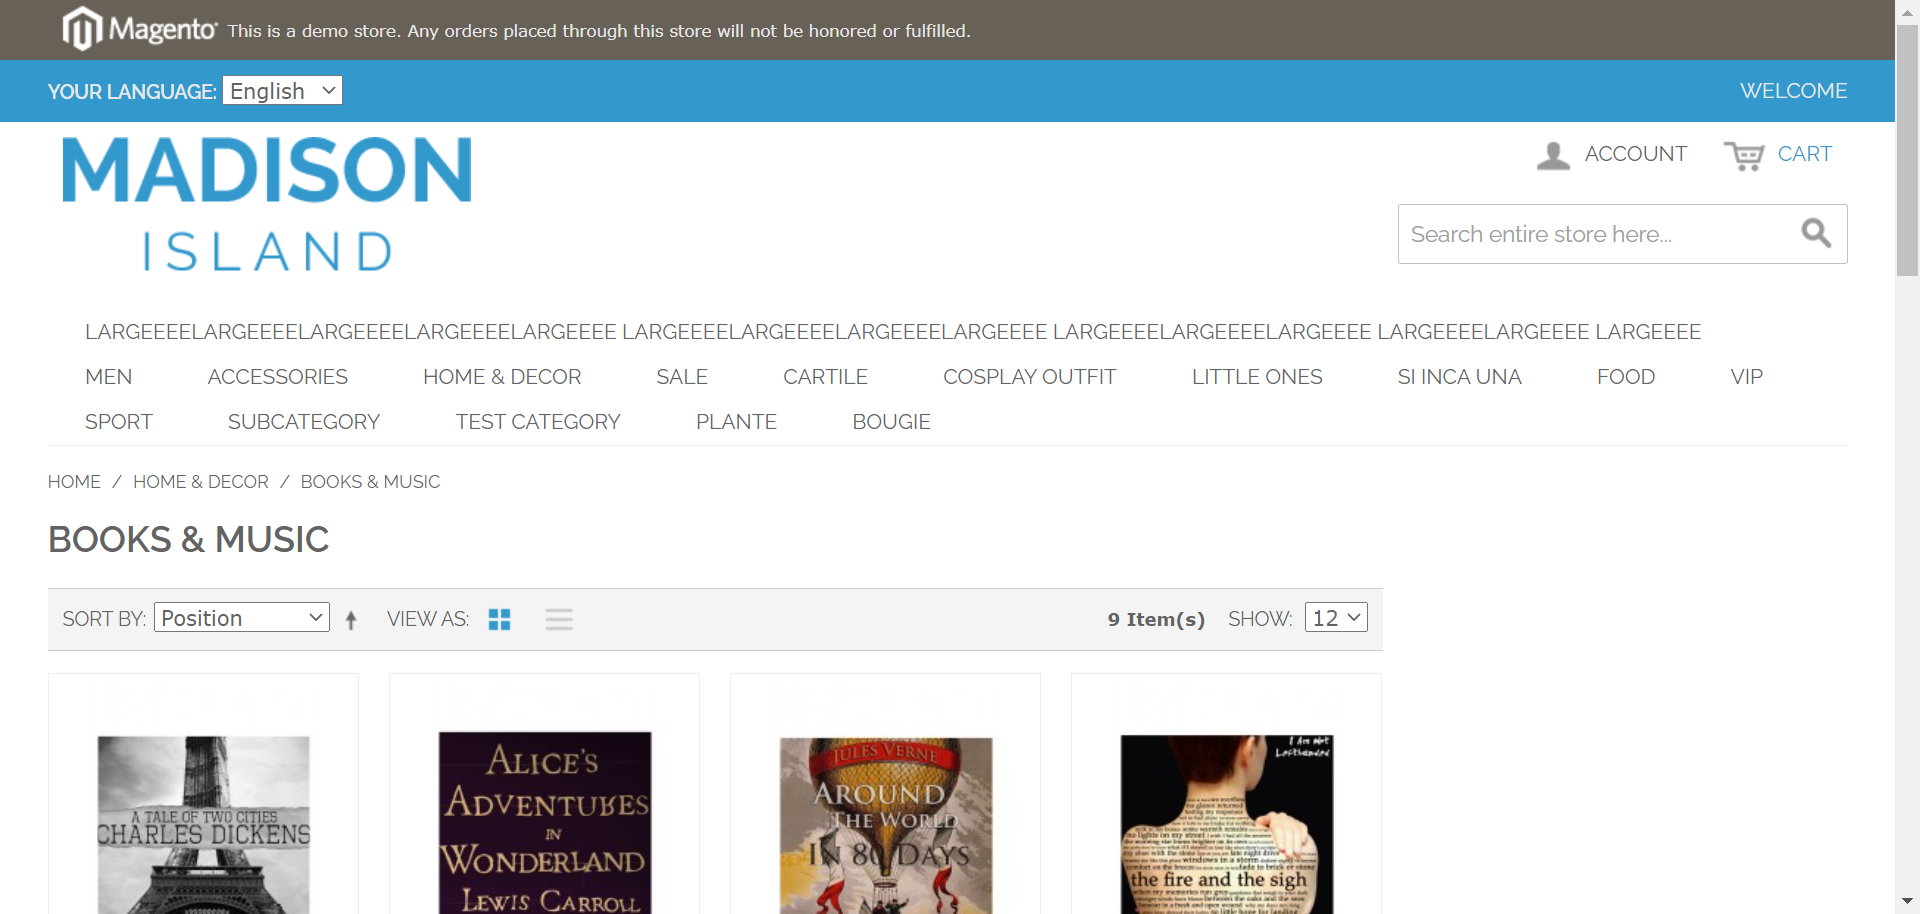 Magento This is a demo store. Any orders placed through this store will not be honored or fulfilled.
YOUR LANGUAGE: English WELCOME
MADISON
ISLAND
ACCOUNT CART
Search entire store here...
LARGEEEELARGEEEELARGEEEELARGEEEELARGEEEE LARGEEEELARGEEEELARGEEEELARGEEEE LARGEEEELARGEEEELARGEEEE LARGEEEELARGEEEE LARGEEEE
MEN ACCESSORIES HOME & DECOR SALE CARTILE COSPLAY OUTFIT LITTLE ONES SI INCA UNA FOOD VIP
SPORT SUBCATEGORY TEST CATEGORY PLANTE BOUGIE
HOME / HOME & DECOR / BOOKS & MUSIC
BOOKS & MUSIC
SORT BY: Position VIEW AS: 9 Item(s) SHOW: 12
A TALE OF TWO CITIES
CHARLES DICKENS
ALICE'S
ADVENTURES
IN
WONDERLAND
LEWIS CARROLL
JULES VERNE
AROUND
THE WORLD
IN 80 DAYS
I Am Not
Lefthanded
windows in a storm
the fire and the sigh